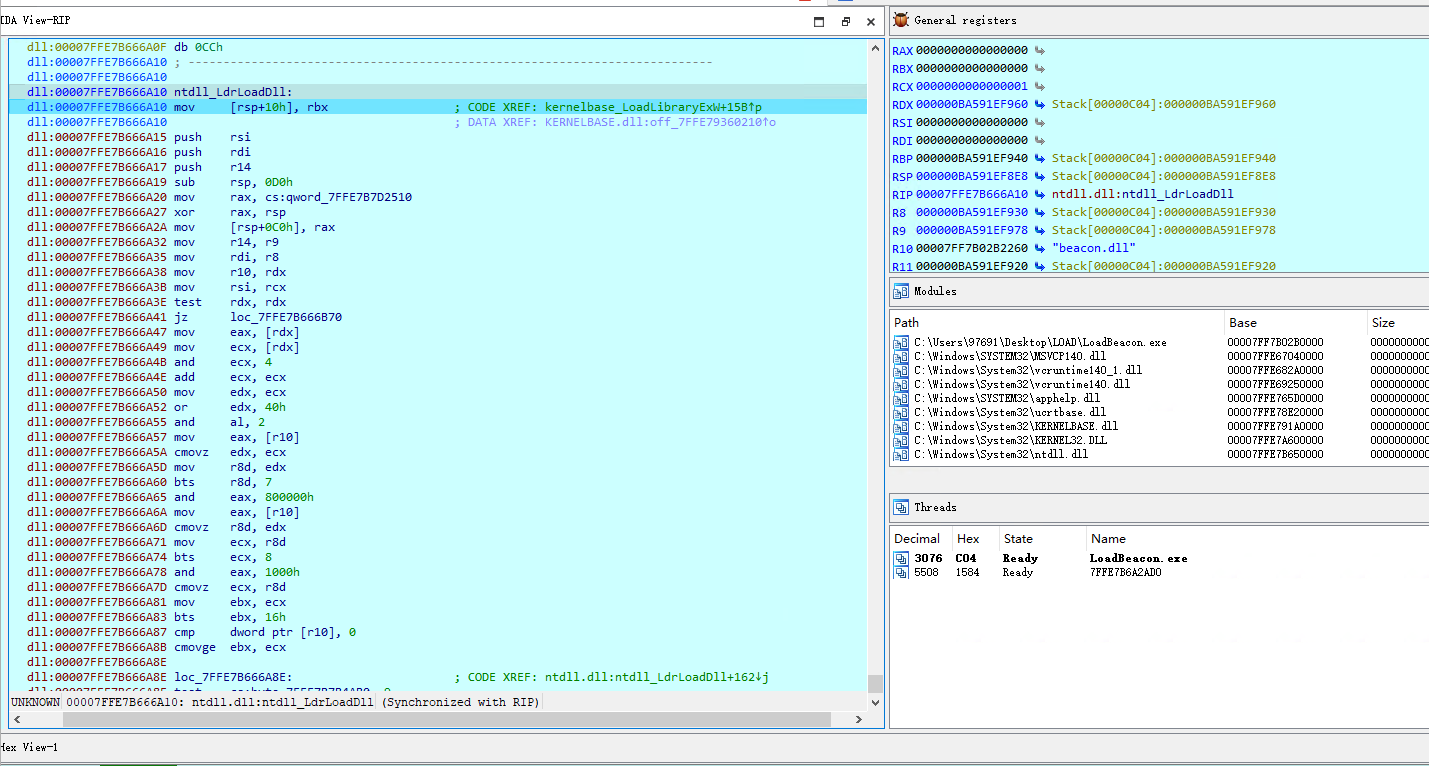 IDA View-RIP
dll:00007FFE7B666A0F db 0CCh
dll:00007FFE7B666A10 ; ---------------------------------------------------------------------------
dll:00007FFE7B666A10
dll:00007FFE7B666A10 ntdll_LdrLoadDll:
dll:00007FFE7B666A10 mov [rsp+10h], rbx ; CODE XREF: kernelbase_LoadLibraryExW+15B↑p
dll:00007FFE7B666A10 ; DATA XREF: KERNELBASE.dll:off_7FFE79360210↑o
dll:00007FFE7B666A15 push rsi
dll:00007FFE7B666A16 push rdi
dll:00007FFE7B666A17 push r14
dll:00007FFE7B666A19 sub rsp, 0D0h
dll:00007FFE7B666A20 mov rax, cs:qword_7FFE7B7D2510
dll:00007FFE7B666A27 xor rax, rsp
dll:00007FFE7B666A2A mov [rsp+0C0h], rax
dll:00007FFE7B666A32 mov r14, r9
dll:00007FFE7B666A35 mov rdi, r8
dll:00007FFE7B666A38 mov r10, rdx
dll:00007FFE7B666A3B mov rsi, rcx
dll:00007FFE7B666A3E test rdx, rdx
dll:00007FFE7B666A41 jz loc_7FFE7B666B70
dll:00007FFE7B666A47 mov eax, [rdx]
dll:00007FFE7B666A49 mov ecx, [rdx]
dll:00007FFE7B666A4B and ecx, 4
dll:00007FFE7B666A4E add ecx, ecx
dll:00007FFE7B666A50 mov edx, ecx
dll:00007FFE7B666A52 or edx, 40h
dll:00007FFE7B666A55 and al, 2
dll:00007FFE7B666A57 mov eax, [r10]
dll:00007FFE7B666A5A cmovz edx, ecx
dll:00007FFE7B666A5D mov r8d, edx
dll:00007FFE7B666A60 bts r8d, 7
dll:00007FFE7B666A65 and eax, 800000h
dll:00007FFE7B666A6A mov eax, [r10]
dll:00007FFE7B666A6D cmovz r8d, edx
dll:00007FFE7B666A71 mov ecx, r8d
dll:00007FFE7B666A74 bts ecx, 8
dll:00007FFE7B666A78 and eax, 1000h
dll:00007FFE7B666A7D cmovz ecx, r8d
dll:00007FFE7B666A81 mov ebx, ecx
dll:00007FFE7B666A83 bts ebx, 16h
dll:00007FFE7B666A87 cmp dword ptr [r10], 0
dll:00007FFE7B666A8B cmovge ebx, ecx
dll:00007FFE7B666A8E
dll:00007FFE7B666A8E loc_7FFE7B666A8E: ; CODE XREF: ntdll.dll:ntdll_LdrLoadDll+162↓j
UNKNOWN 00007FFE7B666A10: ntdll.dll:ntdll_LdrLoadDll (Synchronized with RIP)
Hex View-1
General registers
RAX 0000000000000000
RBX 0000000000000000
RCX 0000000000000001
RDX 000000BA591EF960 Stack[00000C04]:000000BA591EF960
RSI 0000000000000000
RDI 0000000000000000
RBP 000000BA591EF940 Stack[00000C04]:000000BA591EF940
RSP 000000BA591EF8E8 Stack[00000C04]:000000BA591EF8E8
RIP 00007FFE7B666A10 ntdll.dll:ntdll_LdrLoadDll
R8 000000BA591EF930 Stack[00000C04]:000000BA591EF930
R9 000000BA591EF978 Stack[00000C04]:000000BA591EF978
R10 00007FF7B02B2260 "beacon.dll"
R11 000000BA591EF920 Stack[00000C04]:000000BA591EF920
Modules
Path Base Size
C:\Users\97691\Desktop\LOAD\LoadBeacon.exe 00007FF7B02B0000 0000000000
C:\Windows\SYSTEM32\MSVCP140.dll 00007FFE67040000 0000000000
C:\Windows\System32\vcruntime140_1.dll 00007FFE682A0000 0000000000
C:\Windows\System32\vcruntime140.dll 00007FFE69250000 0000000000
C:\Windows\SYSTEM32\apphelp.dll 00007FFE765D0000 0000000000
C:\Windows\System32\ucrtbase.dll 00007FFE78E20000 0000000000
C:\Windows\System32\KERNELBASE.dll 00007FFE791A0000 0000000000
C:\Windows\System32\KERNEL32.DLL 00007FFE7A600000 0000000000
C:\Windows\System32\ntdll.dll 00007FFE7B650000 0000000000
Threads
Decimal Hex State Name
3076 C04 Ready LoadBeacon.exe
5508 1584 Ready 7FFE7B6A2AD0